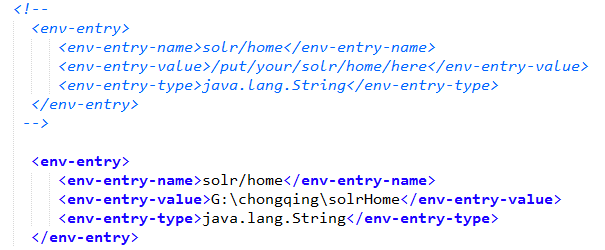 <!--
<env-entry>
<env-entry-name>solr/home</env-entry-name>
<env-entry-value>/put/your/solr/home/here</env-entry-value>
<env-entry-type>java.lang.String</env-entry-type>
</env-entry>
-->
<env-entry>
<env-entry-name>solr/home</env-entry-name>
<env-entry-value>G:\chongqing\solrHome</env-entry-value>
<env-entry-type>java.lang.String</env-entry-type>
</env-entry>